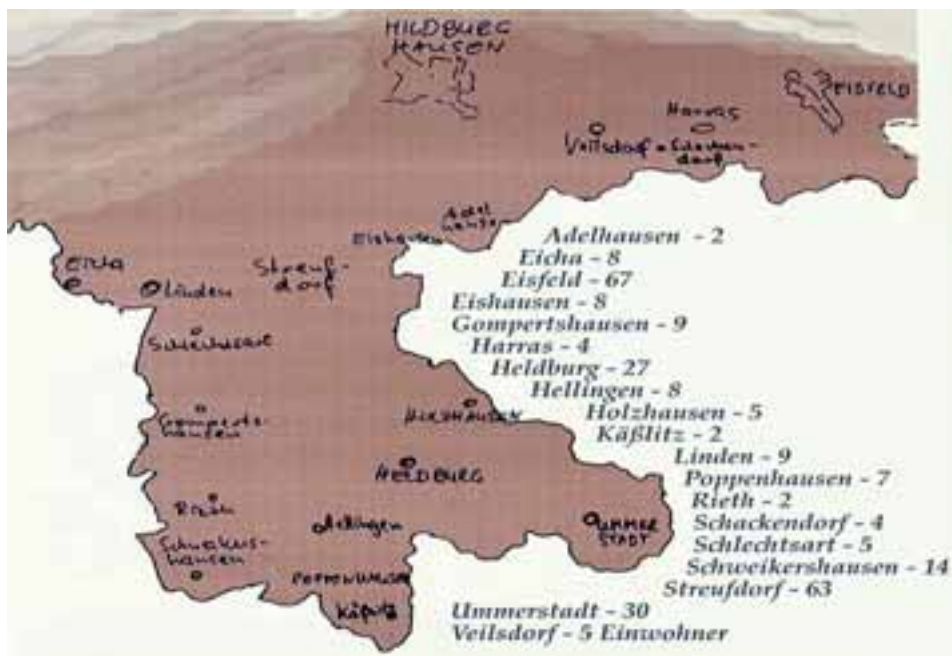 HILDBURG
HAUSEN
EISFELD
Harras
Veilsdorf
Schacken-
dorf
Adel
hausen
Eishausen
EICHA
Linden
Streuf-
dorf
Schlechtsart
Gomperts-
hausen
HOLZHAUSEN
HELDBURG
Rieth
Hellingen
UMMER
STADT
Schweikers-
hausen
POPPENHAUSEN
Käßlitz
Adelhausen - 2
Eicha - 8
Eisfeld - 67
Eishausen - 8
Gompertshausen - 9
Harras - 4
Heldburg - 27
Hellingen - 8
Holzhausen - 5
Käßlitz - 2
Linden - 9
Poppenhausen - 7
Rieth - 2
Schackendorf - 4
Schlechtsart - 5
Schweikershausen - 14
Streufdorf - 63
Ummerstadt - 30
Veilsdorf - 5 Einwohner